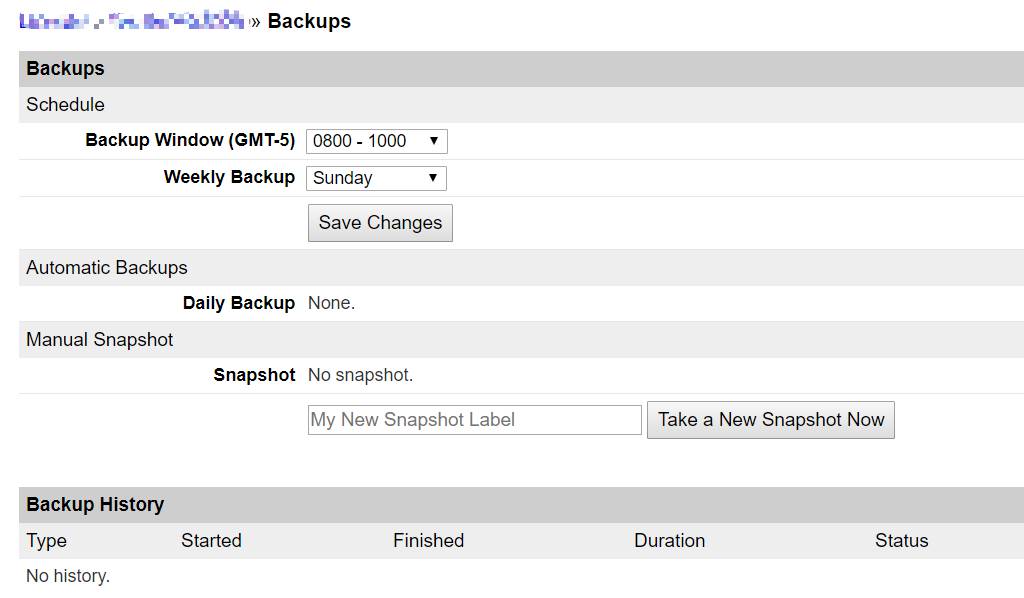 » Backups
Backups
Schedule
Backup Window (GMT-5) 0800 - 1000
Weekly Backup Sunday
Save Changes
Automatic Backups
Daily Backup None.
Manual Snapshot
Snapshot No snapshot.
My New Snapshot Label Take a New Snapshot Now
Backup History
Type Started Finished Duration Status
No history.